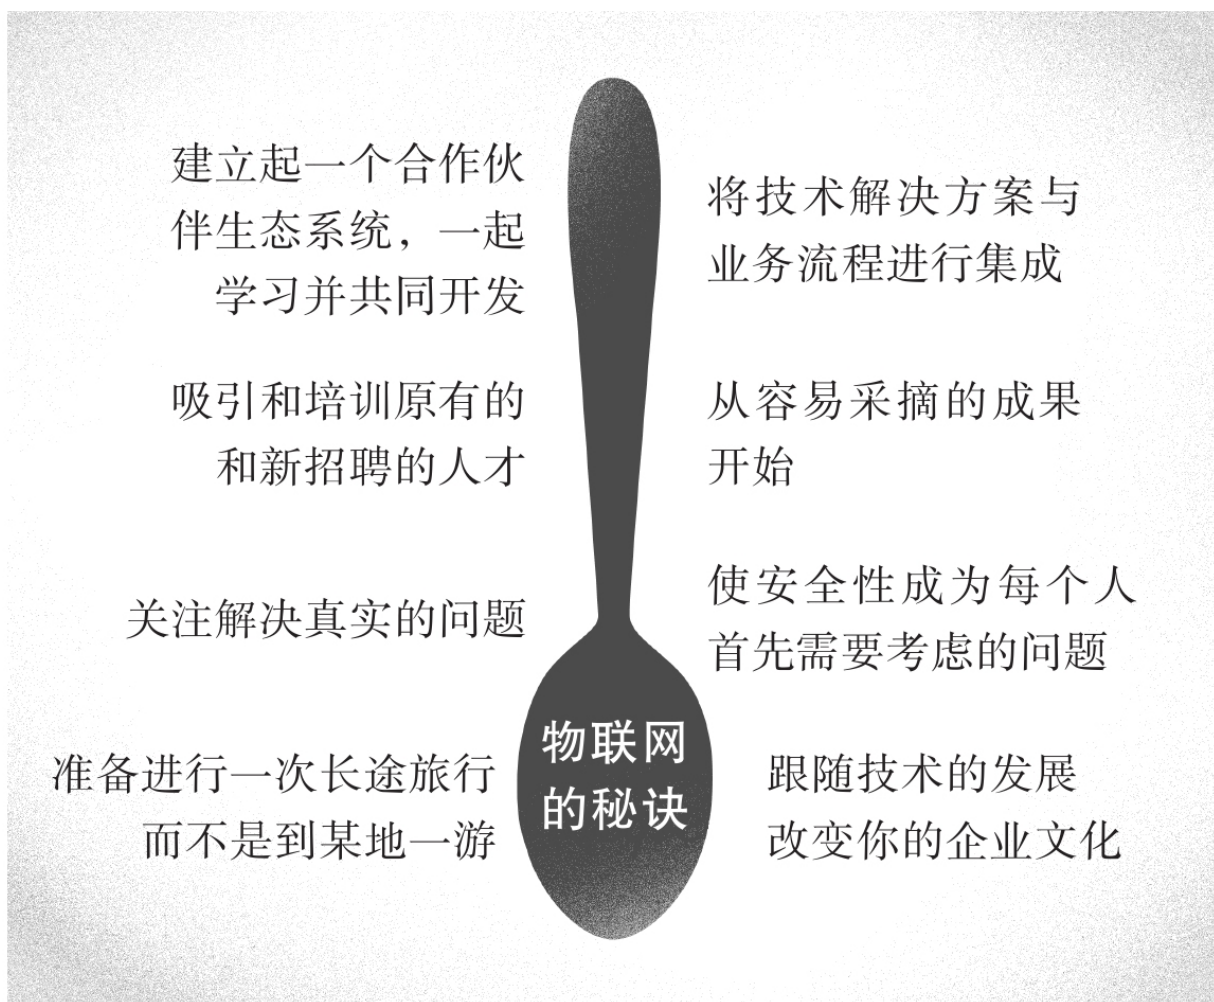 建立起一个合作伙
伴生态系统，一起
学习并共同开发
吸引和培训原有的
和新招聘的人才
关注解决真实的问题
准备进行一次长途旅行
而不是到某地一游
将技术解决方案与
业务流程进行集成
从容易采摘的成果
开始
使安全性成为每个人
首先需要考虑的问题
跟随技术的发展
改变你的企业文化
物联网
的秘诀